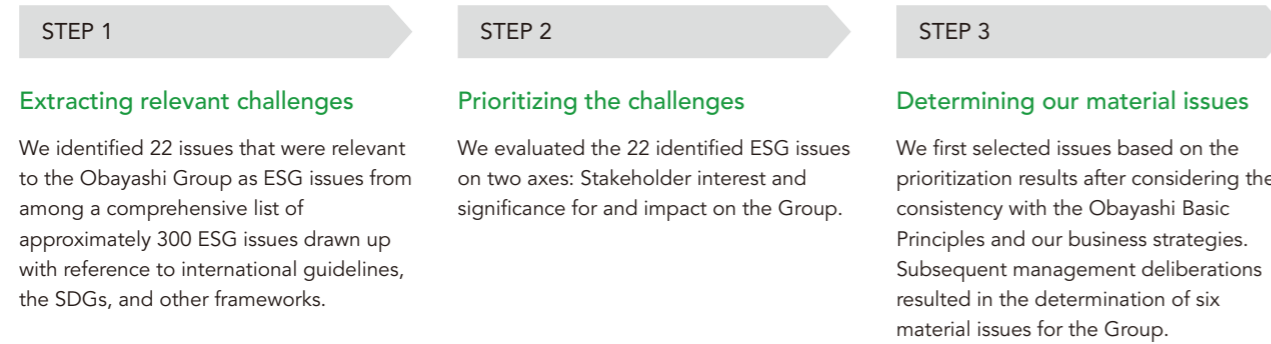 STEP 1
Extracting relevant challenges
We identified 22 issues that were relevant
to the Obayashi Group as ESG issues from
among a comprehensive list of
approximately 300 ESG issues drawn up
with reference to international guidelines,
the SDGs, and other frameworks.
STEP 2
Prioritizing the challenges
We evaluated the 22 identified ESG issues
on two axes: Stakeholder interest and
significance for and impact on the Group.
STEP 3
Determining our material issues
We first selected issues based on the
prioritization results after considering the
consistency with the Obayashi Basic
Principles and our business strategies.
Subsequent management deliberations
resulted in the determination of six
material issues for the Group.